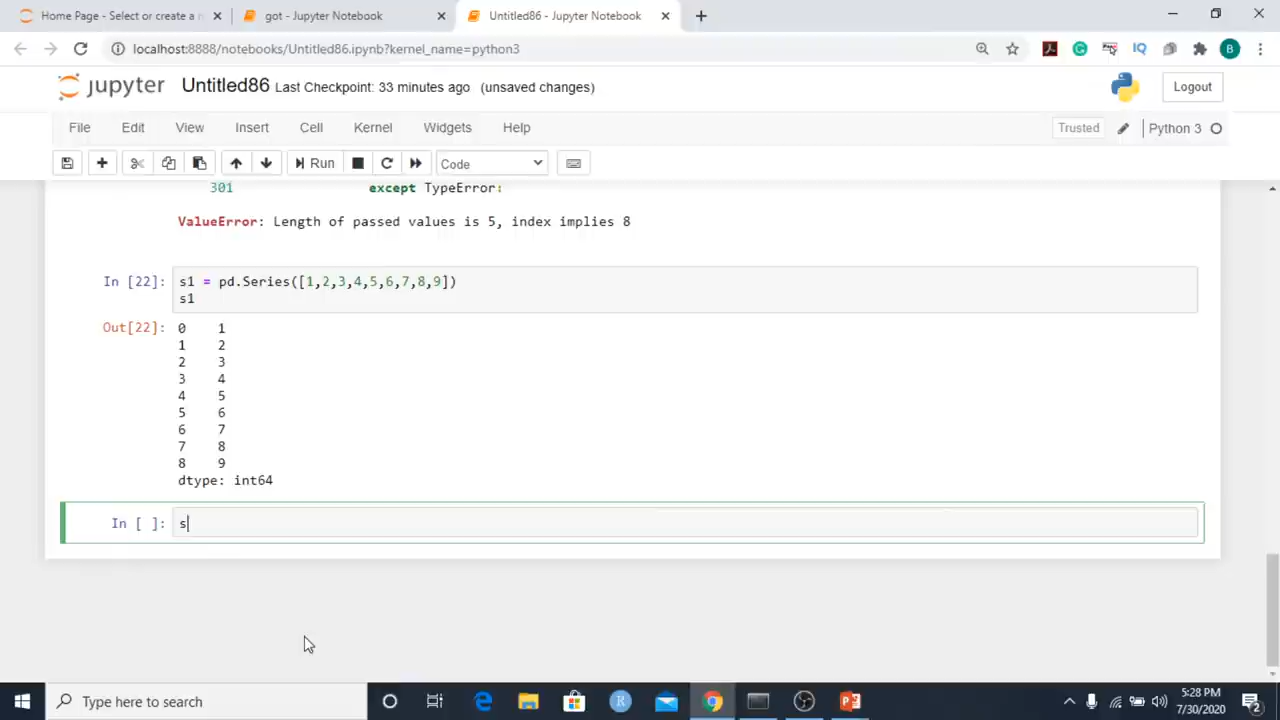 Home Page - Select or create a n
got - Jupyter Notebook
Untitled86 - Jupyter Notebook
localhost:8888/notebooks/Untitled86.ipynb?kernel_name=python3
IQ
B
jupyter Untitled86 Last Checkpoint: 33 minutes ago (unsaved changes)
Logout
File Edit View Insert Cell Kernel Widgets Help
Trusted
Python 3
Run
Code
301 except TypeError:
ValueError: Length of passed values is 5, index implies 8
In [22]: s1 = pd.Series([1,2,3,4,5,6,7,8,9])
s1
Out[22]: 0 1
1 2
2 3
3 4
4 5
5 6
6 7
7 8
8 9
dtype: int64
In [ ]: s
Type here to search
R
5:28 PM
7/30/2020
2